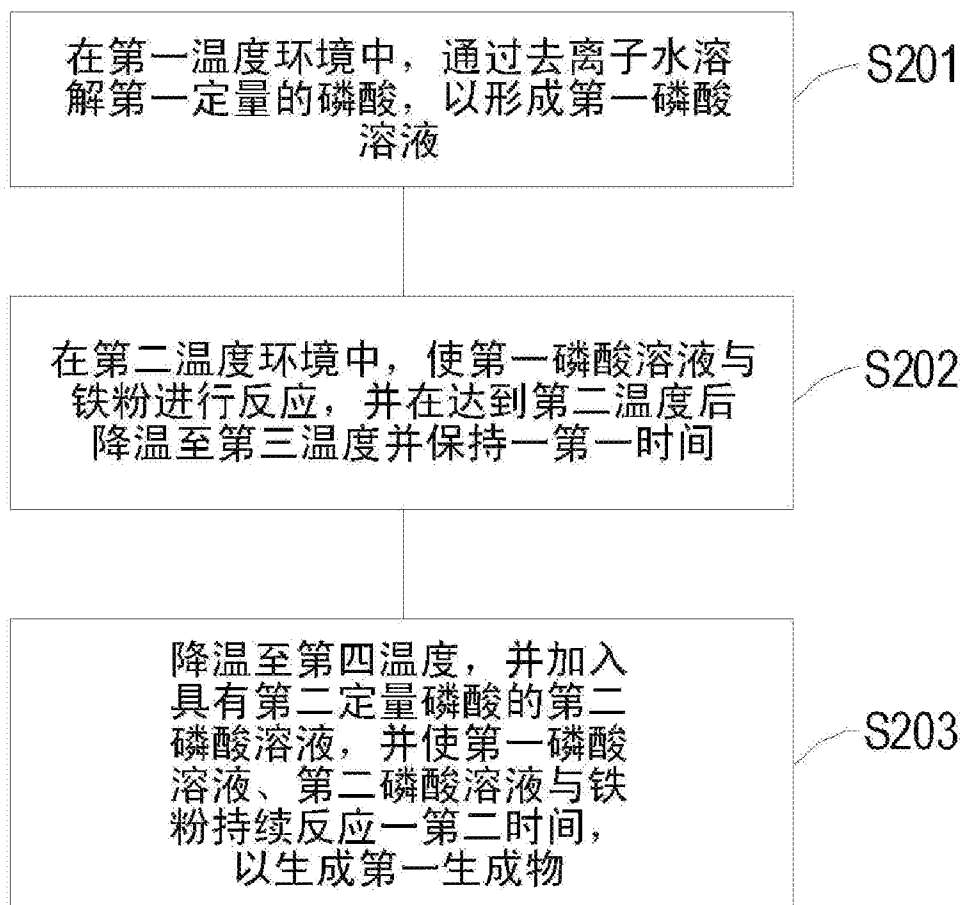 在第一温度环境中，通过去离子水溶
解第一定量的磷酸，以形成第一磷酸
溶液
S201
在第二温度环境中，使第一磷酸溶液与
铁粉进行反应，并在达到第二温度后
降温至第三温度并保持一第一时间
S202
降温至第四温度，并加入
具有第二定量磷酸的第二
磷酸溶液，并使第一磷酸
溶液、第二磷酸溶液与铁
粉持续反应一第二时间，
以生成第一生成物
S203